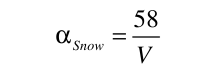 α_Snow = 58/V